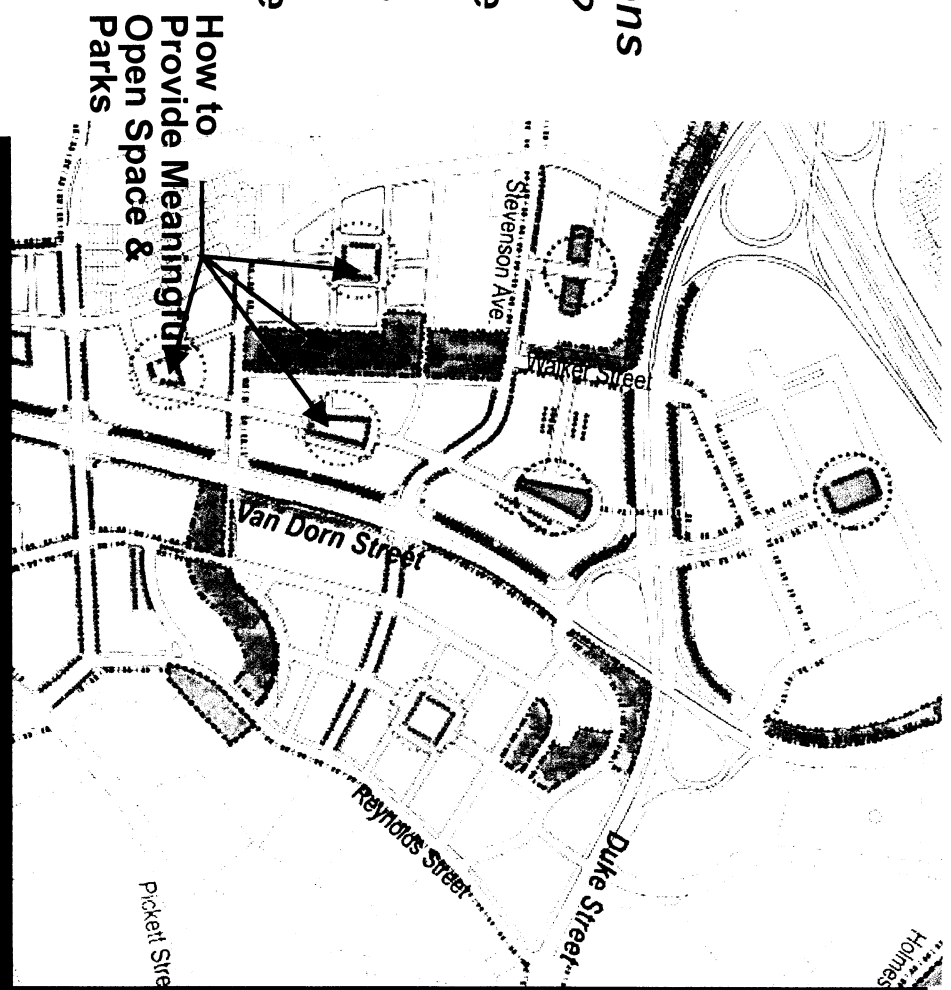 ons
?
e
e
How to
Provide Meaningful
Open Space &
Parks
Stevenson Ave.
Walker Street
Van Dorn Street
Reynolds Street
Duke Street
Pickett Stre
Holmes